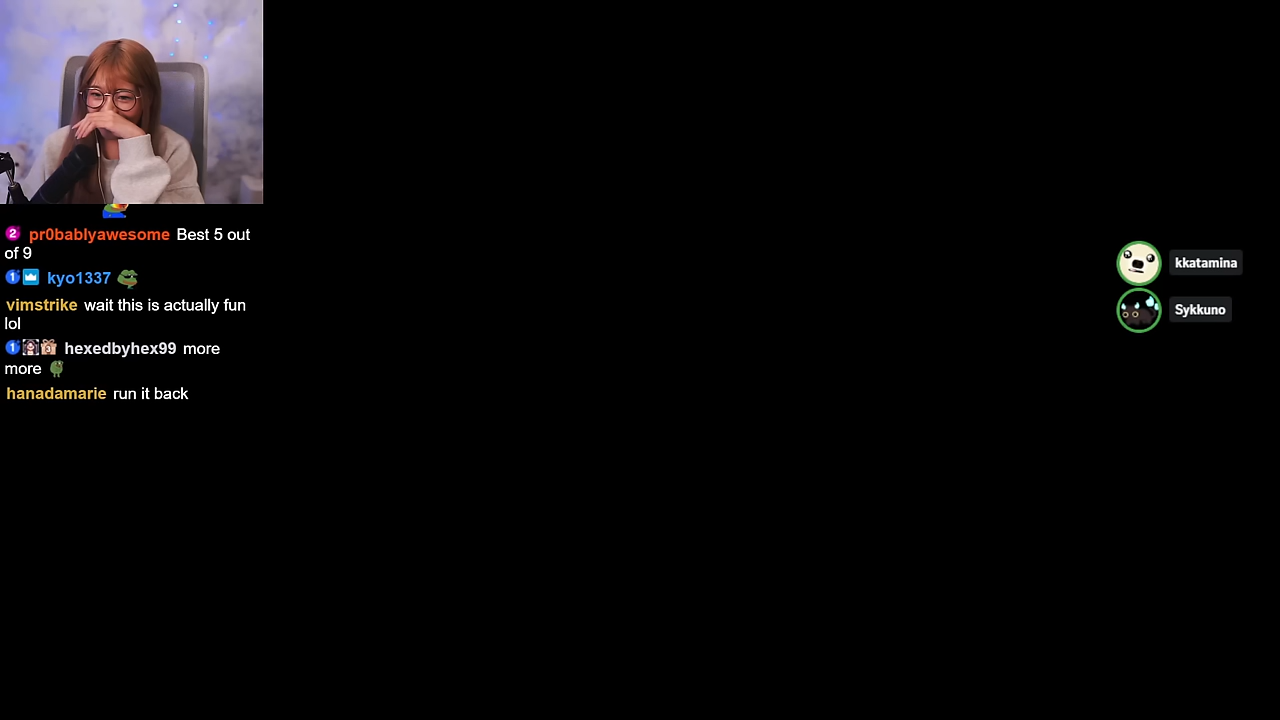 pr0bablyawesome Best 5 out
of 9
kyo1337
vimstrike wait this is actually fun
lol
hexedbyhex99 more
more
hanadamarie run it back
kkatamina
Sykkuno